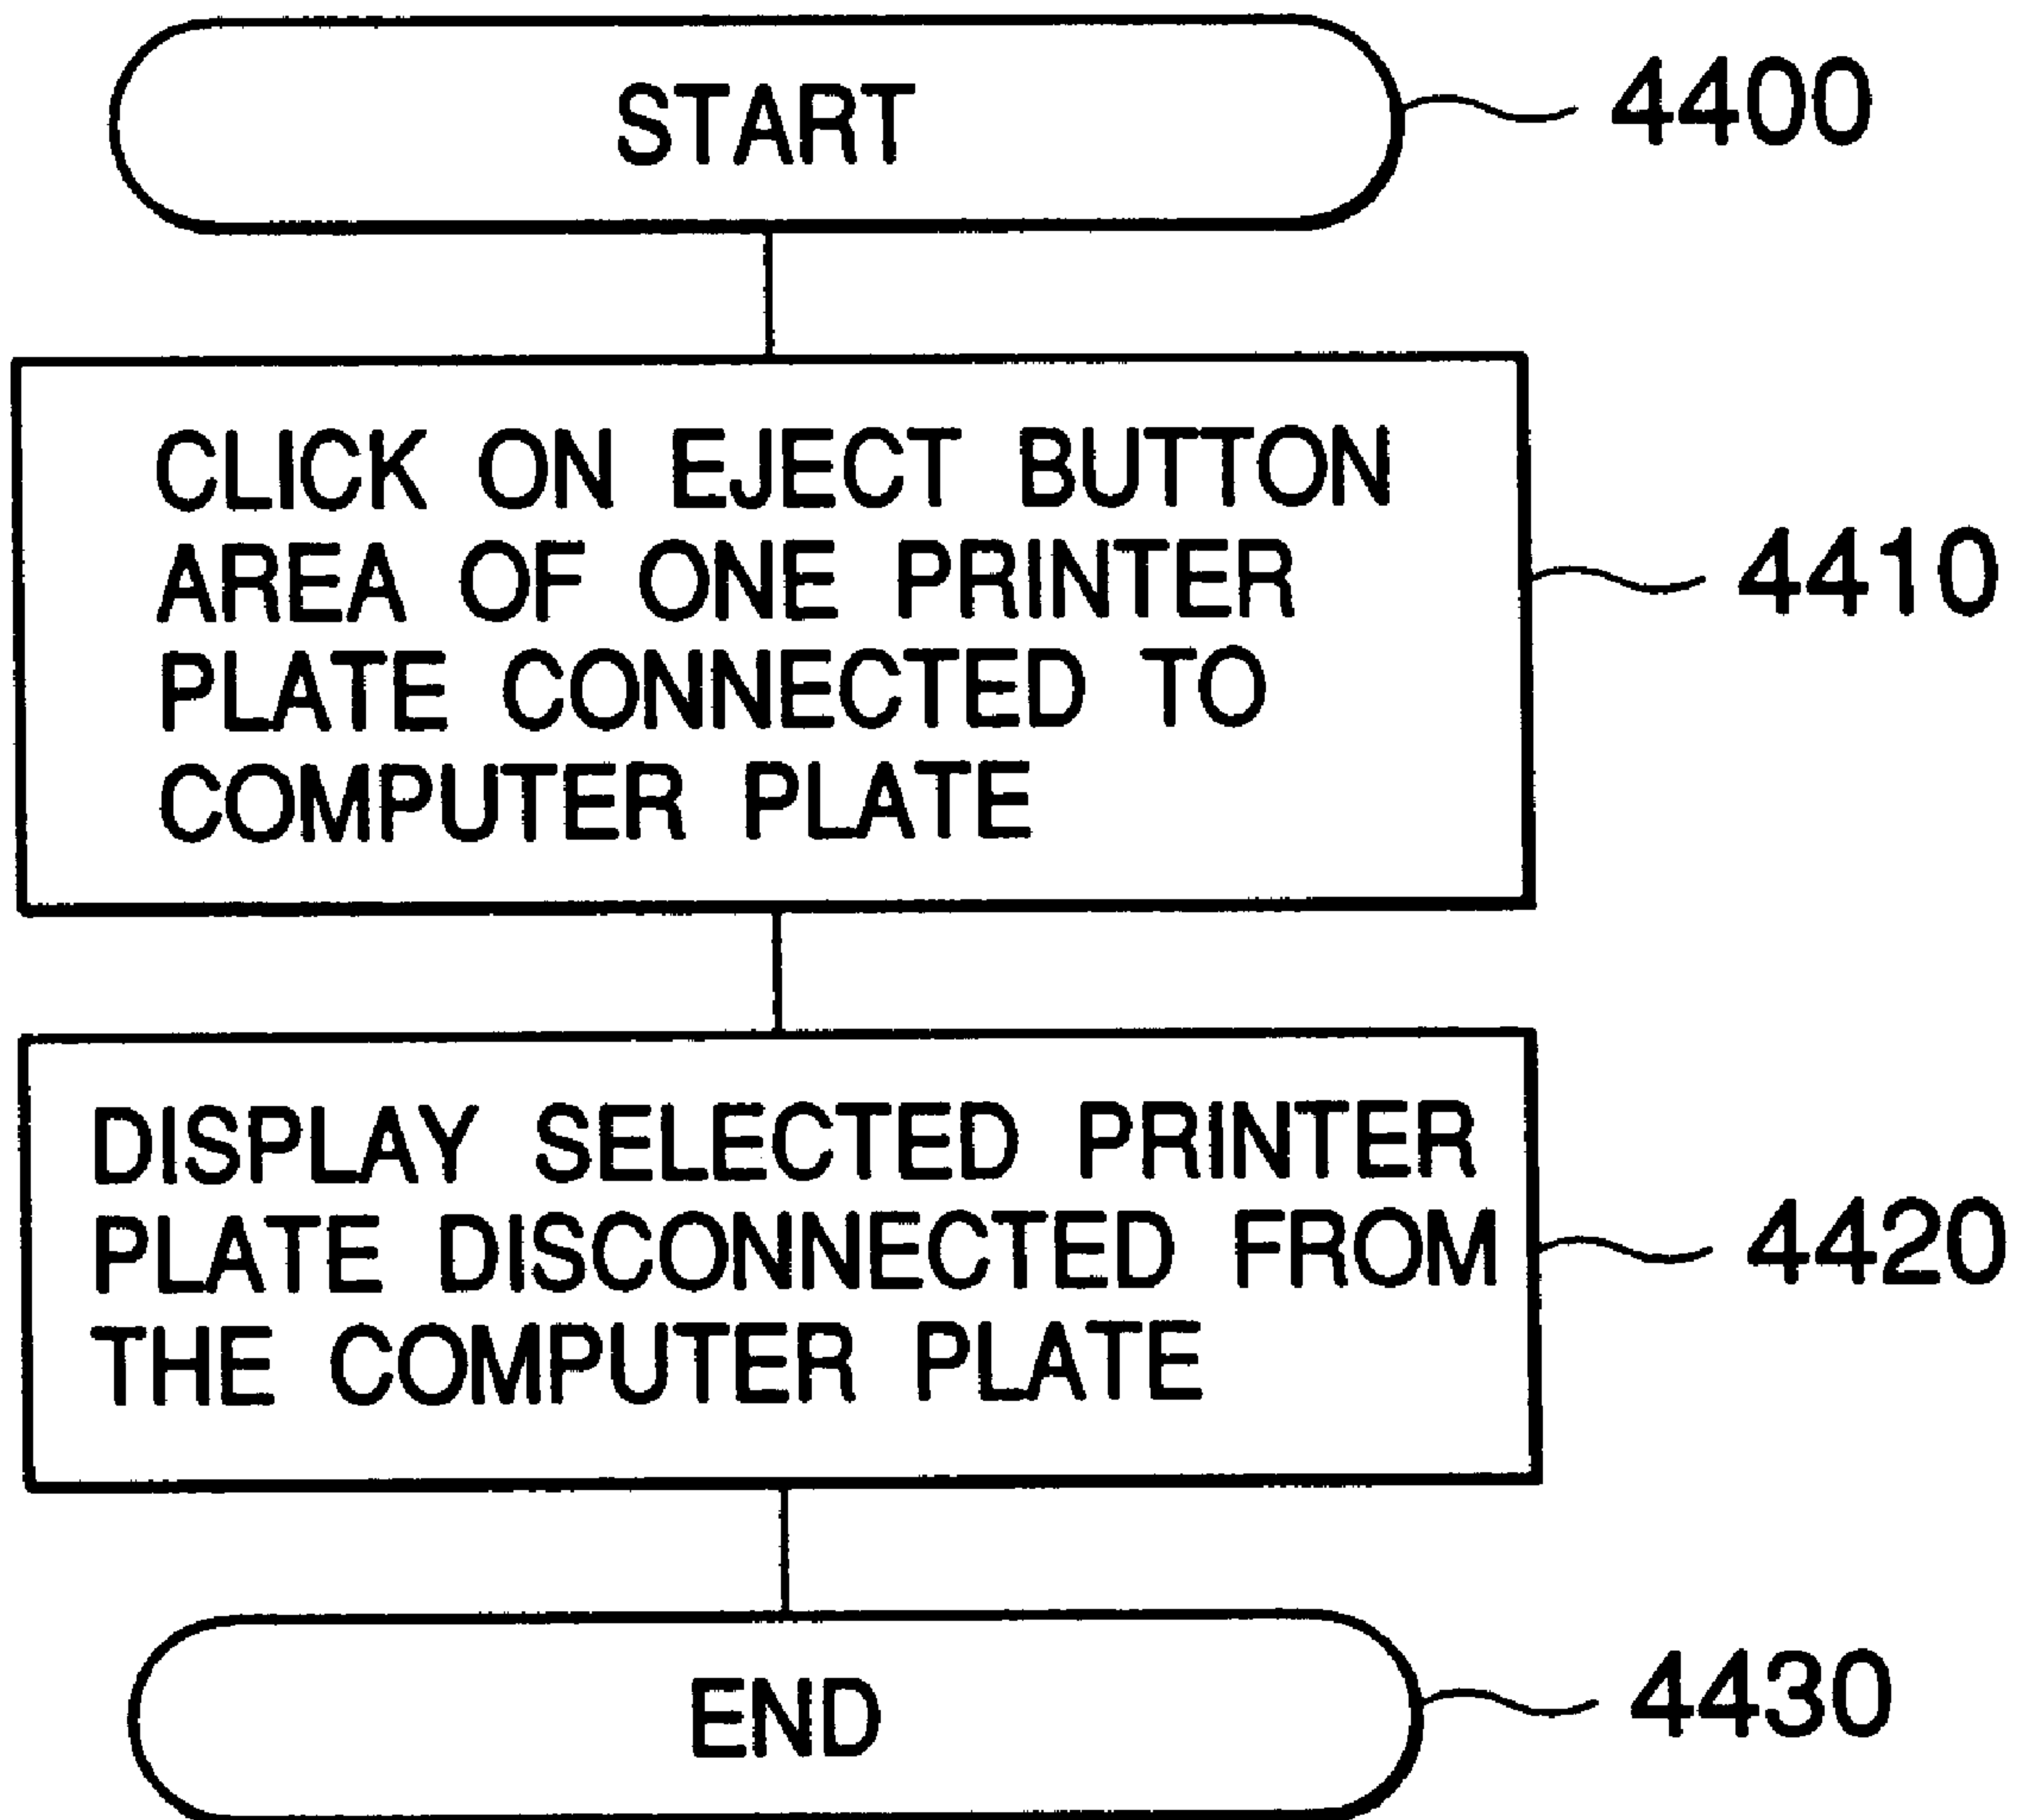 START
4400
CLICK ON EJECT BUTTON
AREA OF ONE PRINTER
PLATE CONNECTED TO
COMPUTER PLATE
4410
DISPLAY SELECTED PRINTER
PLATE DISCONNECTED FROM
THE COMPUTER PLATE
4420
END
4430